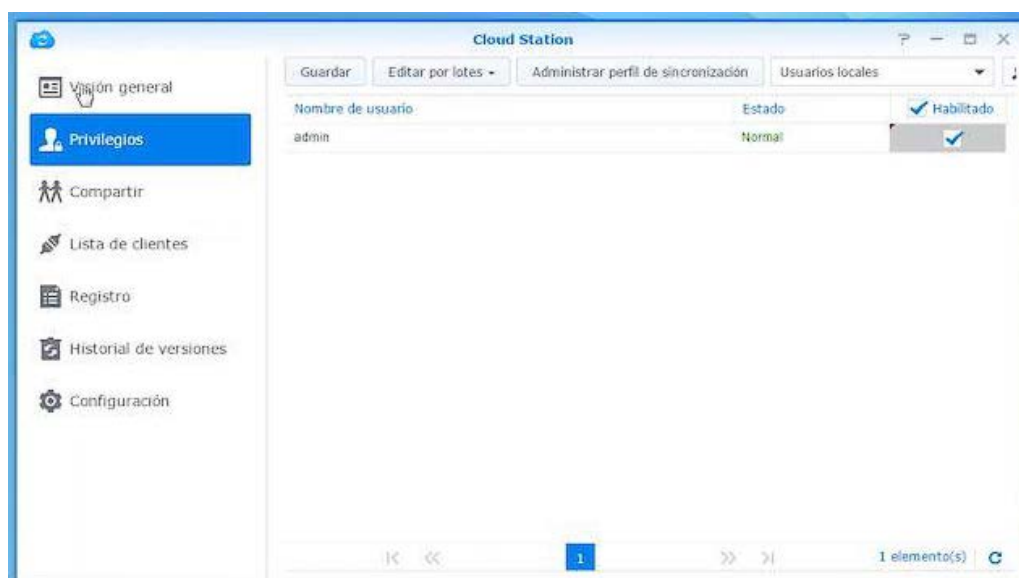 Cloud Station
Visión general
Privilegios
Compartir
Lista de clientes
Registro
Historial de versiones
Configuración
Guardar Editar por lotes Administrar perfil de sincronización Usuarios locales
Nombre de usuario Estado Habilitado
admin Normal
1 1 elemento(s)